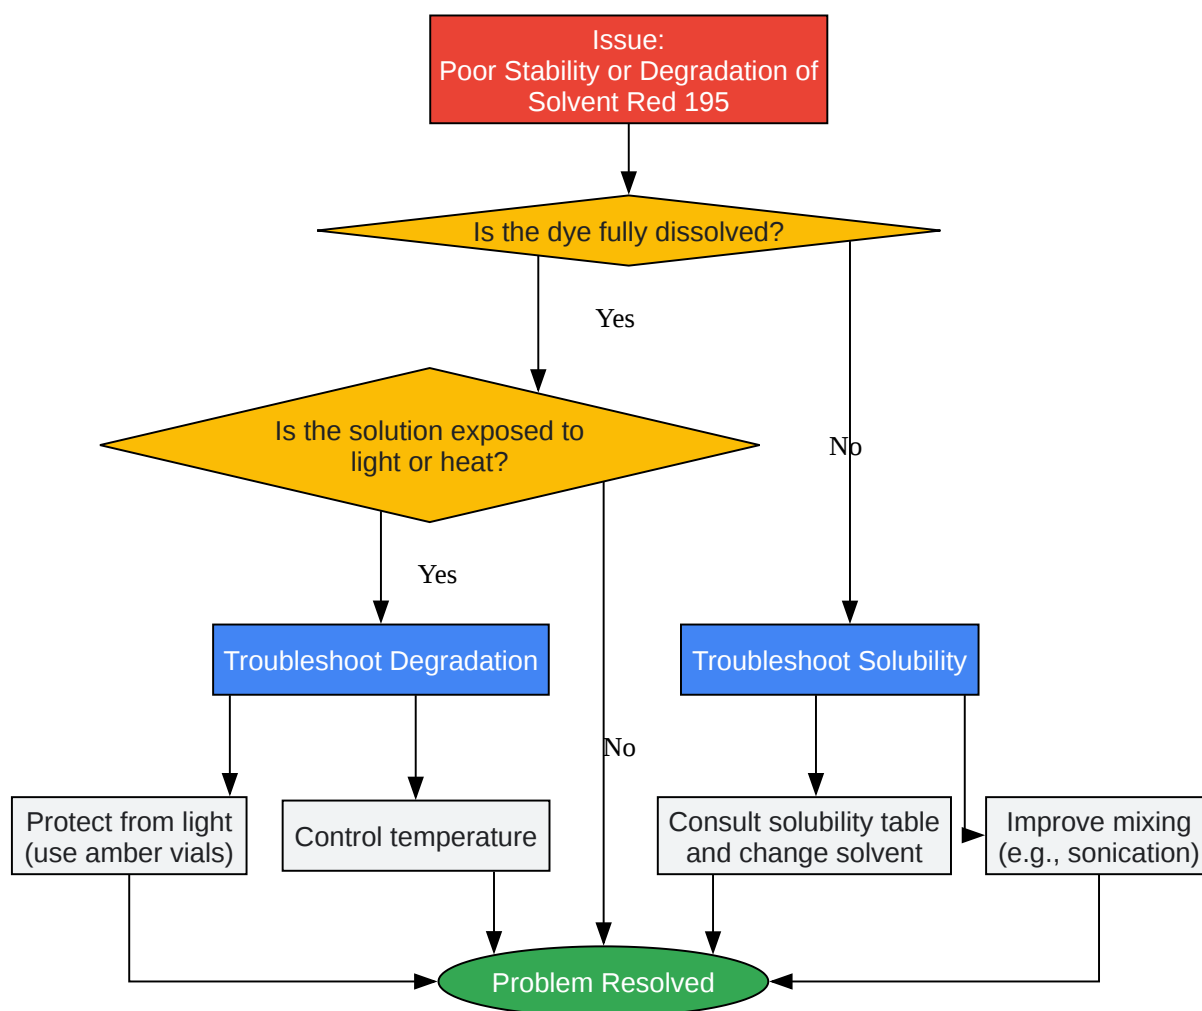 Issue:
Poor Stability or Degradation of
Solvent Red 195
Is the dye fully dissolved?
Yes
No
Is the solution exposed to
light or heat?
Yes
No
Troubleshoot Degradation
Troubleshoot Solubility
Protect from light
(use amber vials)
Control temperature
Consult solubility table
and change solvent
Improve mixing
(e.g., sonication)
Problem Resolved